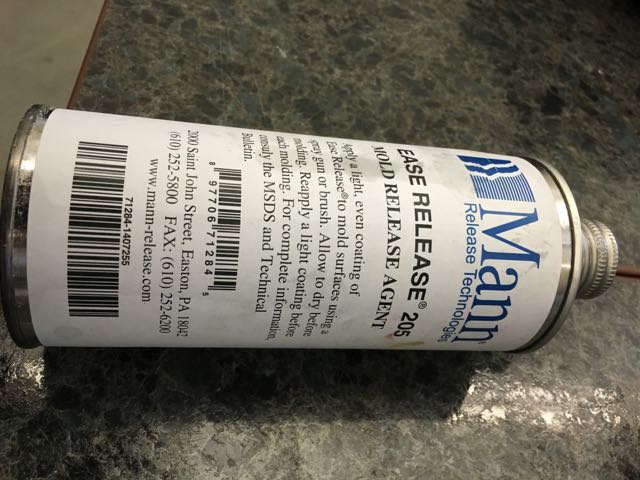 Mann
Release Technologies
EASE RELEASE® 205
MOLD RELEASE AGENT
Apply a light, even coating of
Ease Release® to mold surfaces using a
spray gun or brush. Allow to dry before
molding. Reapply a light coating before
each molding. For complete information,
consult the MSDS and Technical
Bulletin.
8 97706 71284 5
2000 Saint John Street, Easton, PA 18042
(610) 252-5800 FAX: (610) 252-6200
www.mann-release.com
71284-1407255